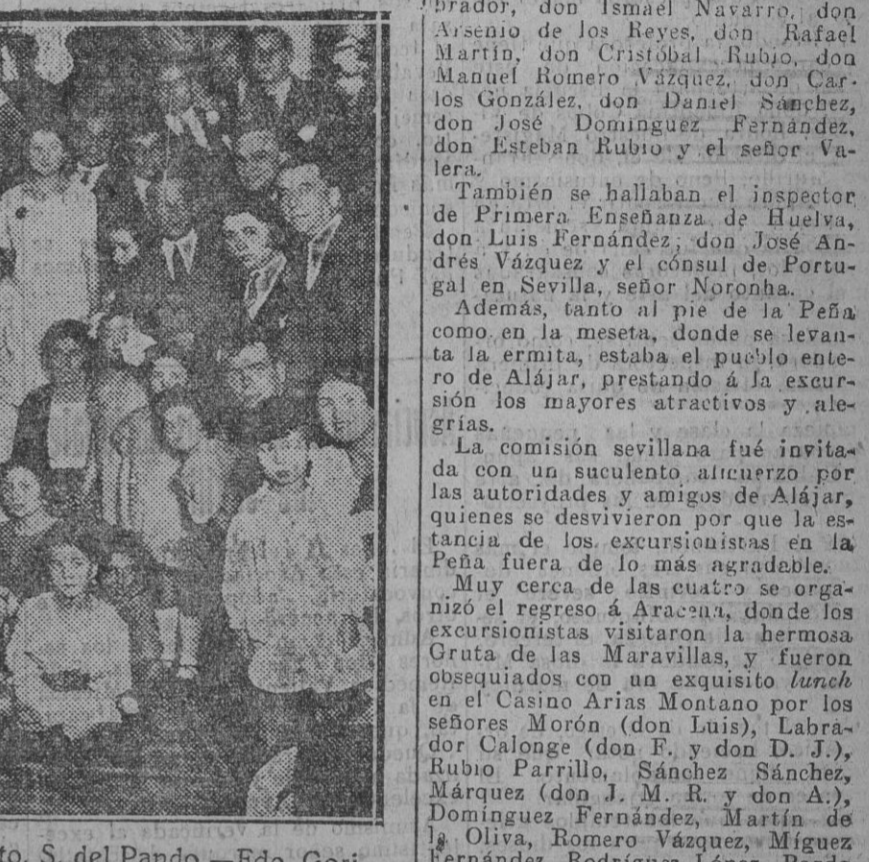 brador, don Ismael Navarro, don
Arsenio de los Reyes, don Rafael
Martín, don Cristóbal Rubio, don
Manuel Romero Vázquez, don Car-
los González, don Daniel Sánchez,
don José Domínguez Fernández,
don Esteban Rubio y el señor Va-
lera.
También se hallaban el inspector
de Primera Enseñanza de Huelva,
don Luis Fernández; don José An-
drés Vázquez y el cónsul de Portu-
gal en Sevilla, señor Noronha.
Además, tanto al pie de la Peña
como en la meseta, donde se levan-
ta la ermita, estaba el pueblo ente-
ro de Alájar, prestando á la excur-
sión los mayores atractivos y ale-
grías.
La comisión sevillana fué invita-
da con un suculento almuerzo por
las autoridades y amigos de Alájar,
quienes se desvivieron por que la es-
tancia de los excursionistas en la
Peña fuera de lo más agradable.
Muy cerca de las cuatro se orga-
nizó el regreso á Aracena, donde los
excursionistas visitaron la hermosa
Gruta de las Maravillas, y fueron
obsequiados con un exquisito lunch
en el Casino Arias Montano por los
señores Morón (don Luis), Labra-
dor Calonge (don F. y don D. J.),
Rubio Parrillo, Sánchez Sánchez,
Márquez (don J. M. R. y don A.),
Domínguez Fernández, Martín de
la Oliva, Romero Vázquez, Míguez
Fernández, Rodríguez López
to. S. del Pando.—Fdo. Gori